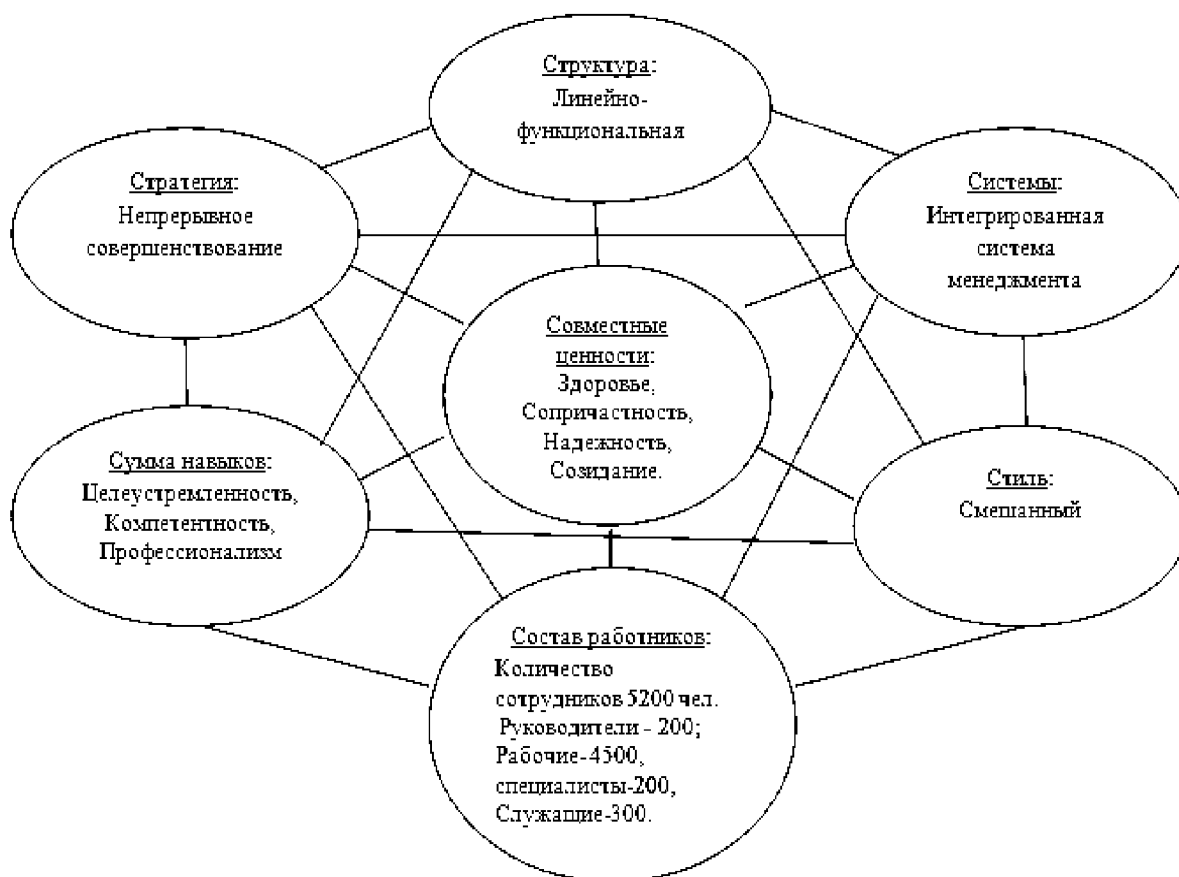 Структура:
Линейно-
функциональная
Стратегия:
Непрерывное
совершенствование
Системы:
Интегрированная
система
менеджмента
Совместные
ценности:
Здоровье,
Сопричастность,
Надежность,
Созидание.
Сумма навыков:
Целеустремленность,
Компетентность,
Профессионализм
Стиль:
Смешанный
Состав работников:
Количество
сотрудников 5200 чел.
Руководители - 200;
Рабочие-4500,
специалисты-200,
Служащие-300.